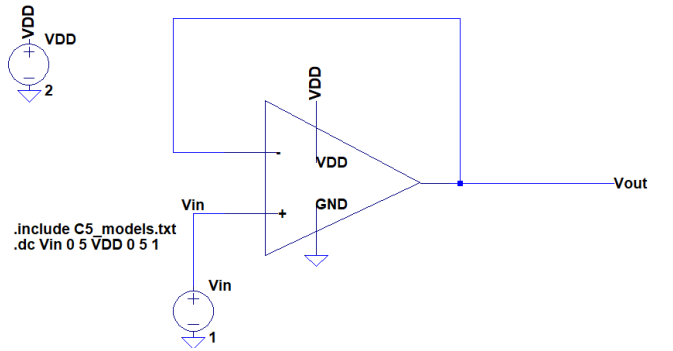 VDD
VDD
2
VDD
-
VDD
Vin
+
GND
Vout
.include C5_models.txt
.dc Vin 0 5 VDD 0 5 1
Vin
1